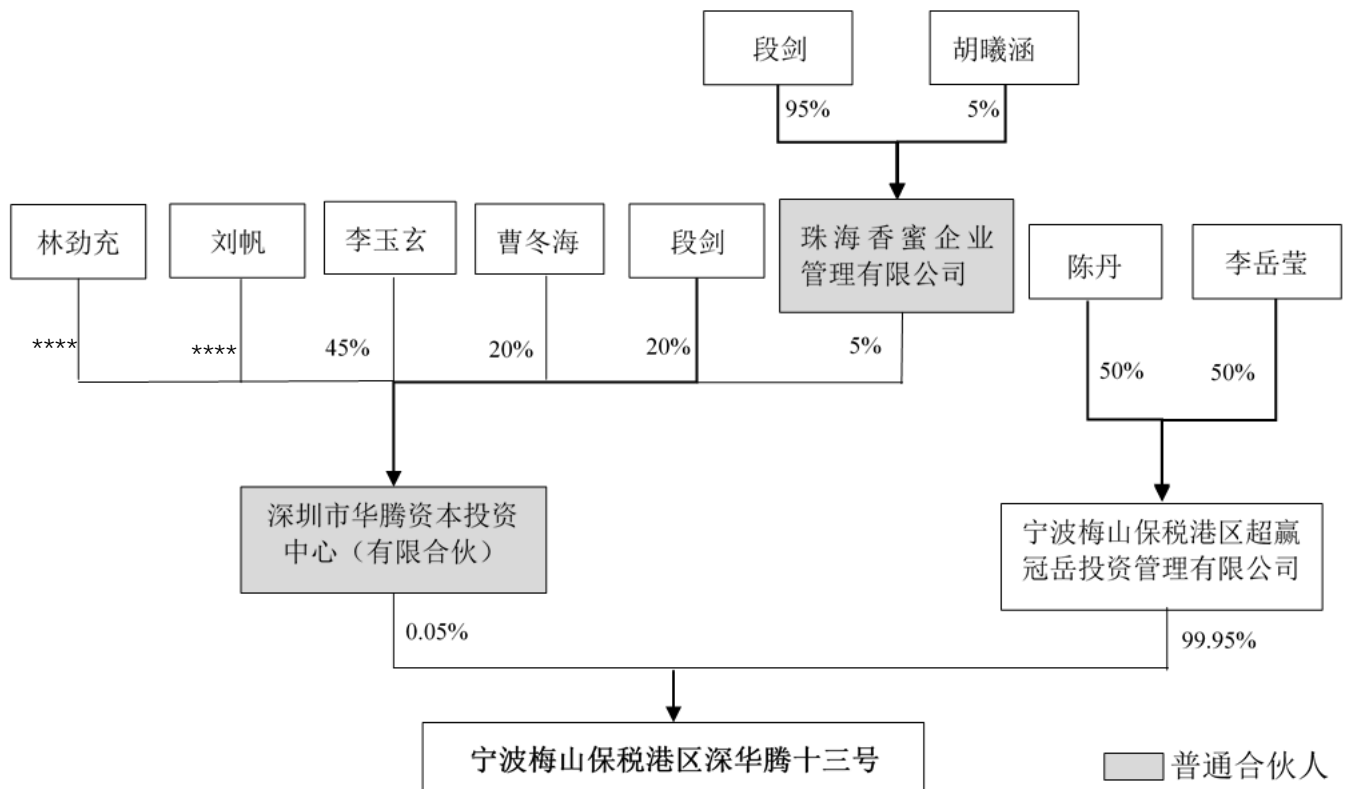 段剑
胡曦涵
95%
5%
林劲充
刘帆
李玉玄
曹冬海
段剑
珠海香蜜企业
管理有限公司
陈丹
李岳莹
****
****
45%
20%
20%
5%
50%
50%
深圳市华腾资本投资
中心（有限合伙）
宁波梅山保税港区超赢
冠岳投资管理有限公司
0.05%
99.95%
宁波梅山保税港区深华腾十三号
普通合伙人